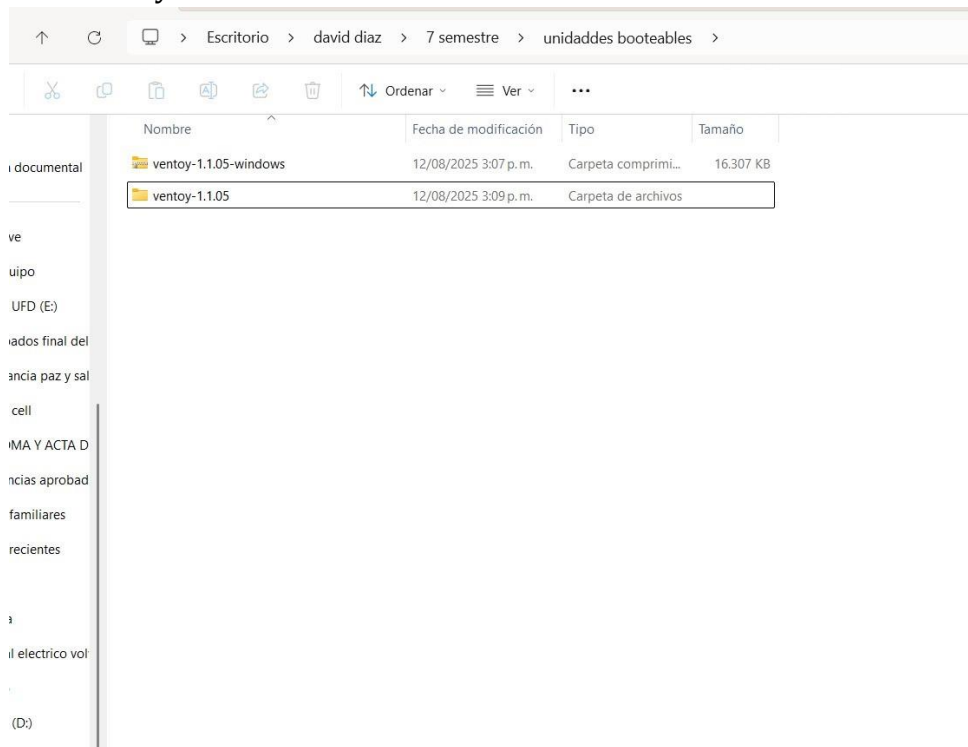 Escritorio > david diaz > 7 semestre > unidaddes booteables >
Ordenar Ver ...
Nombre Fecha de modificación Tipo Tamaño
ventoy-1.1.05-windows 12/08/2025 3:07 p. m. Carpeta comprimi... 16.307 KB
ventoy-1.1.05 12/08/2025 3:09 p. m. Carpeta de archivos
documental
ve
uipo
UFD (E:)
ados final del
ancia paz y sal
cell
MA Y ACTA D
ncias aprobad
familiares
recientes
a
al electrico vol
(D:)